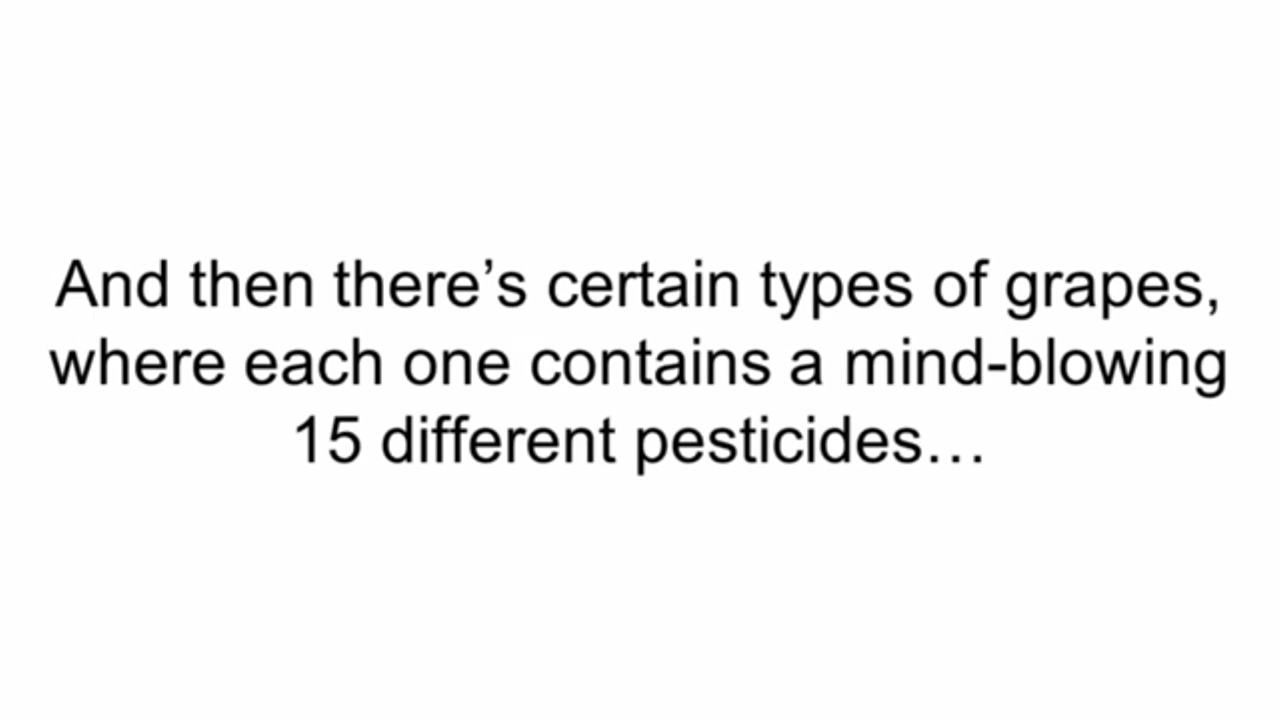 And then there’s certain types of grapes,
where each one contains a mind-blowing
15 different pesticides…